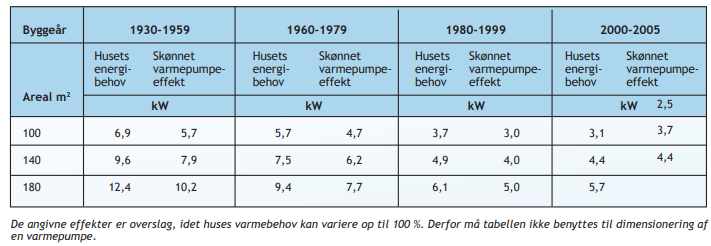 Byggeår 1930-1959 1960-1979 1980-1999 2000-2005
Husets Skønnet Husets Skønnet Husets Skønnet Husets Skønnet
energi- varmepumpe- energi- varmepumpe- energi- varmepumpe- energi- varmepumpe-
behov effekt behov effekt behov effekt behov effekt
Areal m²
kW kW kW kW 2,5
100 6,9 5,7 5,7 4,7 3,7 3,0 3,1 3,7
140 9,6 7,9 7,5 6,2 4,9 4,0 4,4 4,4
180 12,4 10,2 9,4 7,7 6,1 5,0 5,7
De angivne effekter er overslag, idet huses varmebehov kan variere op til 100 %. Derfor må tabellen ikke benyttes til dimensionering af
en varmepumpe.